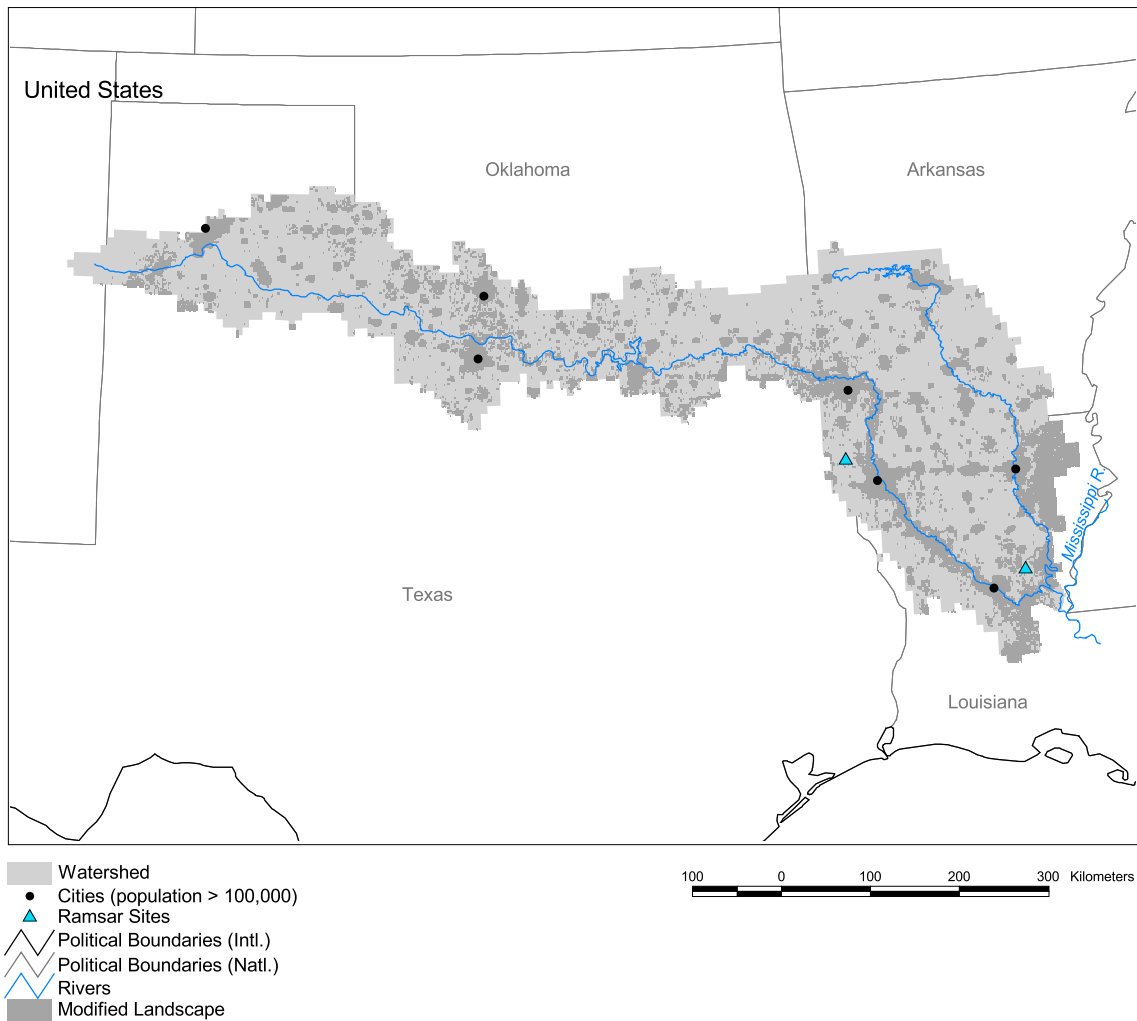 United States
Oklahoma
Arkansas
Mississippi R.
Texas
Louisiana
Watershed
Cities (population > 100,000)
Ramsar Sites
Political Boundaries (Intl.)
Political Boundaries (Natl.)
Rivers
Modified Landscape
100 0 100 200 300 Kilometers